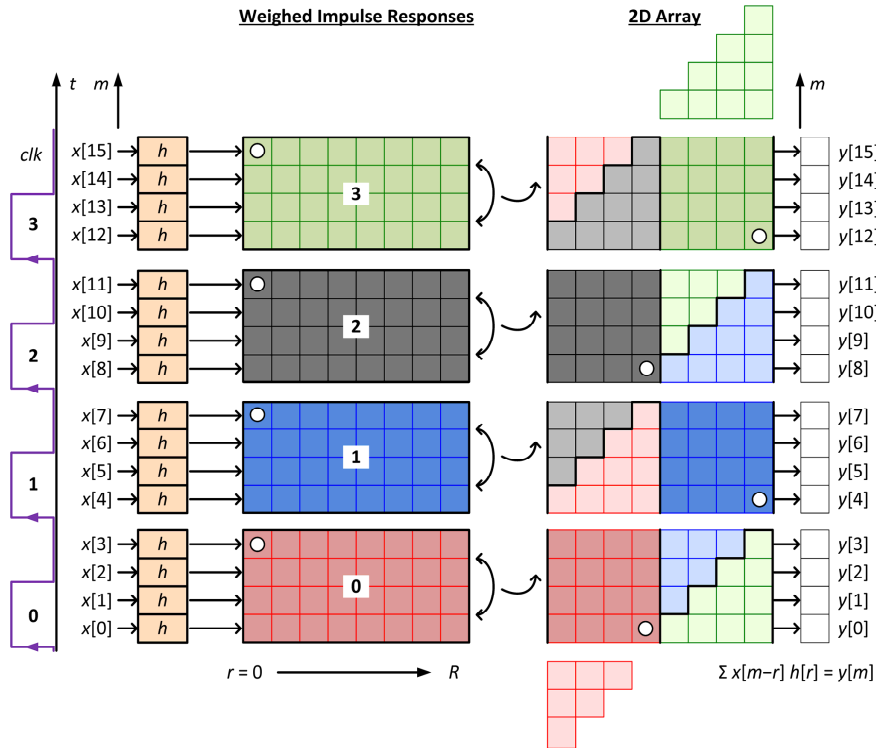 Weighed Impulse Responses
2D Array
t
m
m
clk
x[15] h y[15]
x[14] h y[14]
3
x[13] h y[13]
3
x[12] h y[12]
x[11] h y[11]
x[10] h y[10]
2
x[9] h y[9]
2
x[8] h y[8]
x[7] h y[7]
x[6] h y[6]
1
x[5] h y[5]
1
x[4] h y[4]
x[3] h y[3]
x[2] h y[2]
0
x[1] h y[1]
0
x[0] h y[0]
r = 0
R
Σ x[m−r] h[r] = y[m]